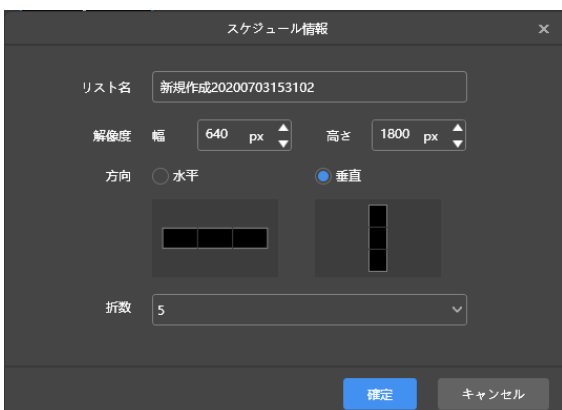 スケジュール情報
リスト名 新規作成20200703153102
解像度 幅 640 px 高さ 1800 px
方向 水平 垂直
折数 5
確定 キャンセル